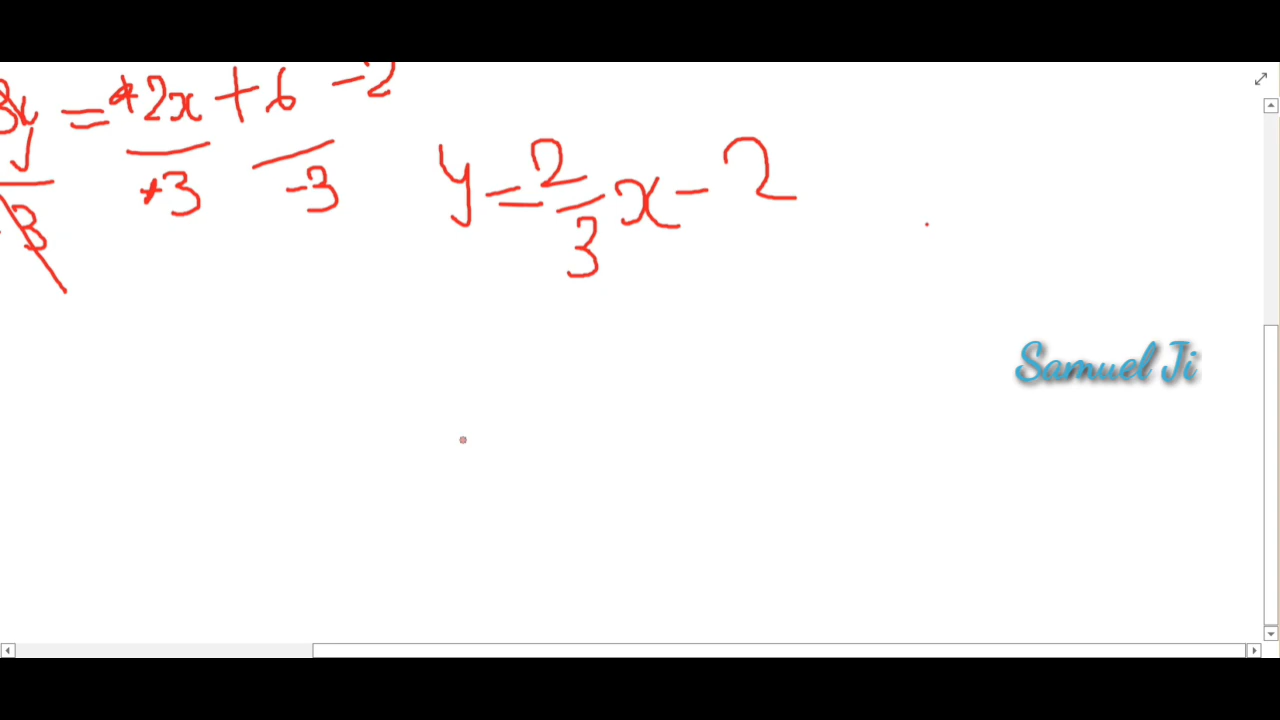 3y = +2x + 6 -2
3 +3 -3
y = 2/3 x - 2
Samuel Ji